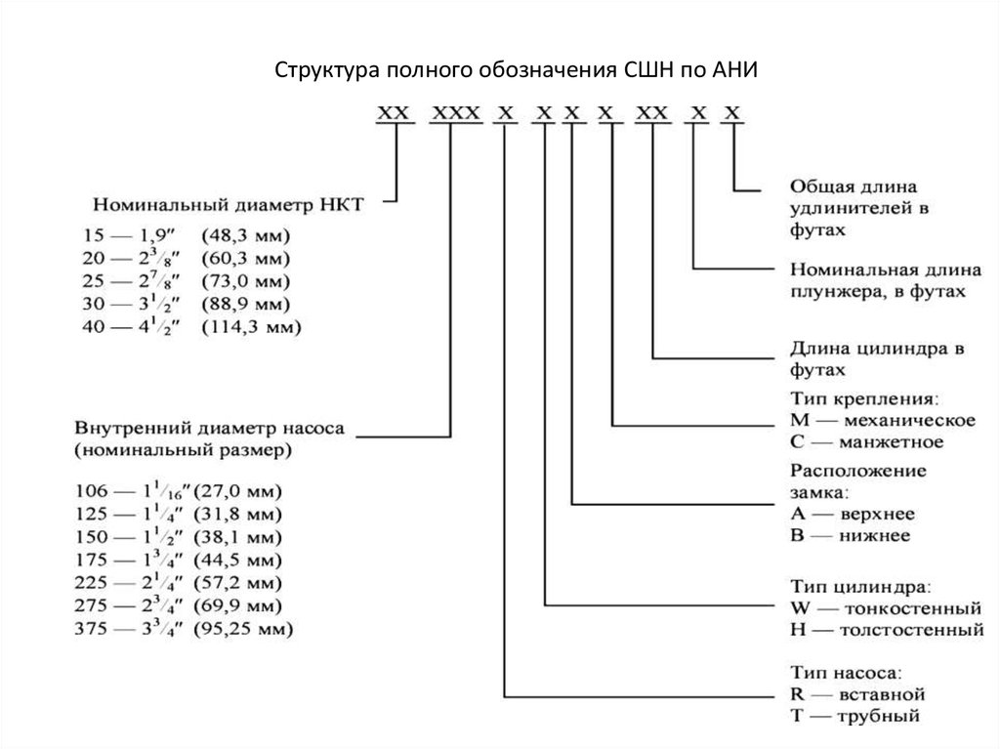 Структура полного обозначения СШН по АНИ
XX XXX X X X X XX X X
Номинальный диаметр НКТ
15 — 1,9″ (48,3 мм)
20 — 2 3/8″ (60,3 мм)
25 — 2 7/8″ (73,0 мм)
30 — 3 1/2″ (88,9 мм)
40 — 4 1/2″ (114,3 мм)
Внутренний диаметр насоса
(номинальный размер)
106 — 1 1/16″ (27,0 мм)
125 — 1 1/4″ (31,8 мм)
150 — 1 1/2″ (38,1 мм)
175 — 1 3/4″ (44,5 мм)
225 — 2 1/4″ (57,2 мм)
275 — 2 3/4″ (69,9 мм)
375 — 3 3/4″ (95,25 мм)
Общая длина
удлинителей в
футах
Номинальная длина
плунжера, в футах
Длина цилиндра в
футах
Тип крепления:
М — механическое
С — манжетное
Расположение
замка:
А — верхнее
В — нижнее
Тип цилиндра:
W — тонкостенный
H — толстостенный
Тип насоса:
R — вставной
T — трубный